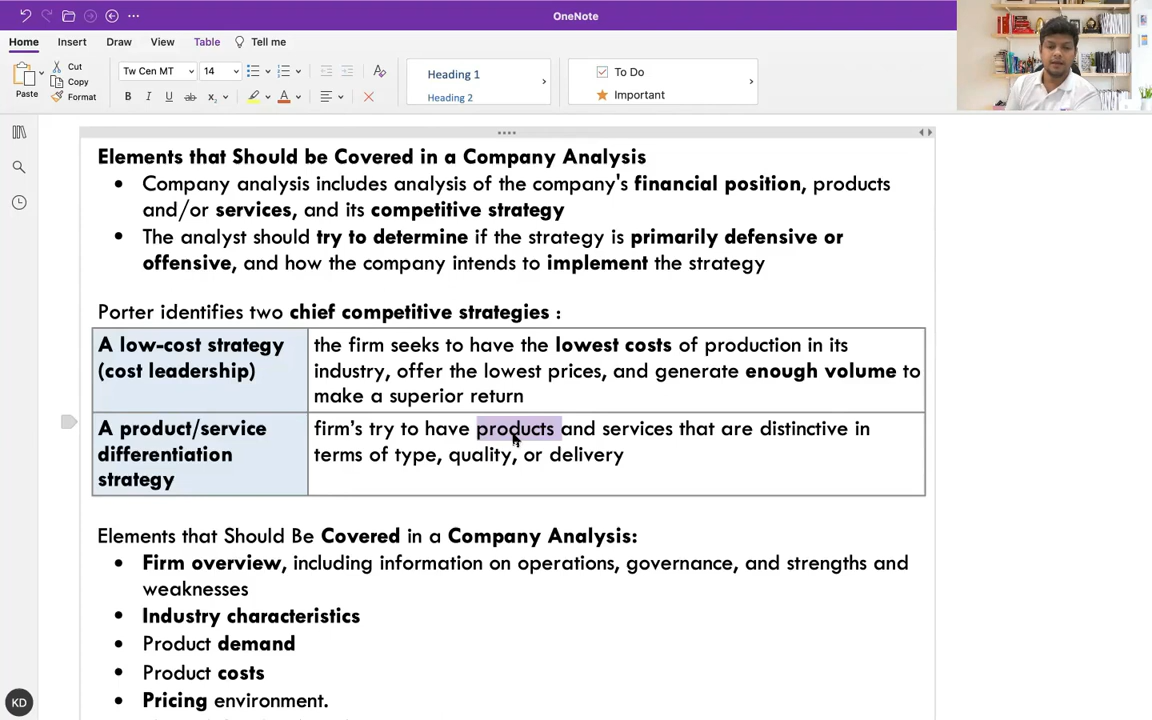 OneNote
Home Insert Draw View Table Tell me
Paste
Cut
Copy
Format
Tw Cen MT 14
B I U ab X₂ A
Heading 1
Heading 2
To Do
Important
Elements that Should be Covered in a Company Analysis
• Company analysis includes analysis of the company's financial position, products
and/or services, and its competitive strategy
• The analyst should try to determine if the strategy is primarily defensive or
offensive, and how the company intends to implement the strategy
Porter identifies two chief competitive strategies :
A low-cost strategy
(cost leadership)
the firm seeks to have the lowest costs of production in its
industry, offer the lowest prices, and generate enough volume to
make a superior return
A product/service
differentiation
strategy
firm's try to have products and services that are distinctive in
terms of type, quality, or delivery
Elements that Should Be Covered in a Company Analysis:
• Firm overview, including information on operations, governance, and strengths and
weaknesses
• Industry characteristics
• Product demand
• Product costs
• Pricing environment.
KD